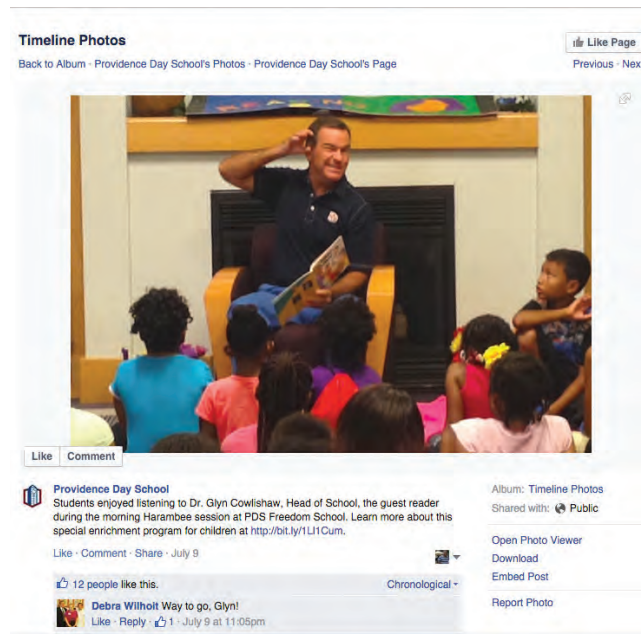 Timeline Photos
Like Page
Back to Album · Providence Day School's Photos · Providence Day School's Page
Previous · Nex
READING
Like Comment
Providence Day School
Students enjoyed listening to Dr. Glyn Cowlishaw, Head of School, the guest reader
during the morning Harambee session at PDS Freedom School. Learn more about this
special enrichment program for children at http://bit.ly/1LI1Cum.
Like · Comment · Share · July 9
12 people like this.
Chronological
Debra Wilhoit Way to go, Glyn!
Like · Reply · 1 · July 9 at 11:05pm
Album: Timeline Photos
Shared with: Public
Open Photo Viewer
Download
Embed Post
Report Photo